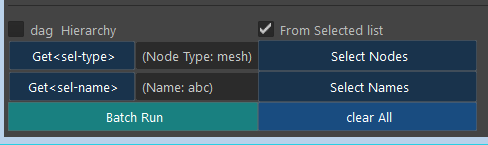 dag Hierarchy From Selected list
Get<sel-type> (Node Type: mesh) Select Nodes
Get<sel-name> (Name: abc) Select Names
Batch Run clear All